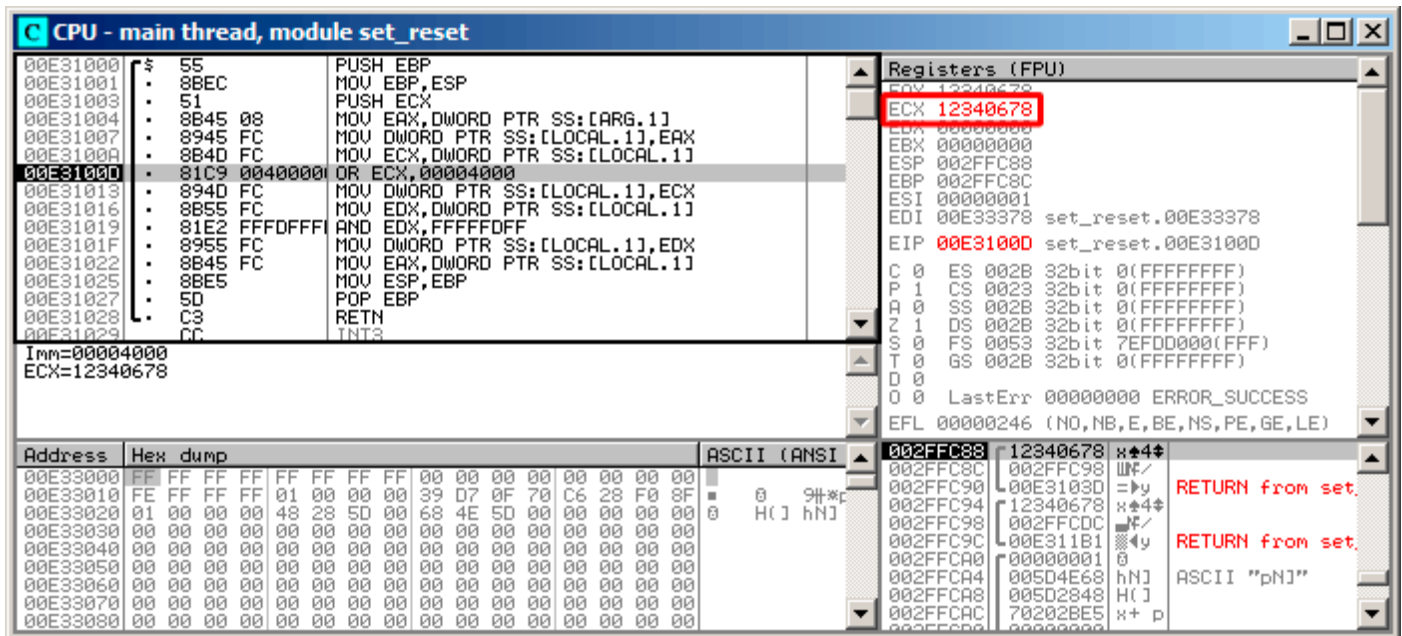 C CPU - main thread, module set_reset
00E31000 $ 55 PUSH EBP
00E31001 . 8BEC MOV EBP,ESP
00E31003 . 51 PUSH ECX
00E31004 . 8B45 08 MOV EAX,DWORD PTR SS:[ARG.1]
00E31007 . 8945 FC MOV DWORD PTR SS:[LOCAL.1],EAX
00E3100A . 8B4D FC MOV ECX,DWORD PTR SS:[LOCAL.1]
00E3100D . 81C9 0040000 OR ECX,00004000
00E31013 . 894D FC MOV DWORD PTR SS:[LOCAL.1],ECX
00E31016 . 8B55 FC MOV EDX,DWORD PTR SS:[LOCAL.1]
00E31019 . 81E2 FFFDFFF AND EDX,FFFFFDFF
00E3101F . 8955 FC MOV DWORD PTR SS:[LOCAL.1],EDX
00E31022 . 8B45 FC MOV EAX,DWORD PTR SS:[LOCAL.1]
00E31025 . 8BE5 MOV ESP,EBP
00E31027 . 5D POP EBP
00E31028 . C3 RETN
00E31029 CC INT3
Imm=00004000
ECX=12340678
Registers (FPU)
EAX 12340678
ECX 12340678
EDX 00000000
EBX 00000000
ESP 002FFC88
EBP 002FFC8C
ESI 00000001
EDI 00E33378 set_reset.00E33378
EIP 00E3100D set_reset.00E3100D
C 0 ES 002B 32bit 0(FFFFFFFF)
P 1 CS 0023 32bit 0(FFFFFFFF)
A 0 SS 002B 32bit 0(FFFFFFFF)
Z 1 DS 002B 32bit 0(FFFFFFFF)
S 0 FS 0053 32bit 7EFDD000(FFF)
T 0 GS 002B 32bit 0(FFFFFFFF)
D 0
O 0 LastErr 00000000 ERROR_SUCCESS
EFL 00000246 (NO,NB,E,BE,NS,PE,GE,LE)
Address Hex dump ASCII (ANSI
00E33000 FF FF FF FF FF FF FF FF 00 00 00 00 00 00 00 00
00E33010 FE FF FF FF 01 00 00 00 39 D7 0F 70 C6 28 F0 8F
00E33020 01 00 00 00 48 28 5D 00 68 4E 5D 00 00 00 00 00 H(] hN]
00E33030 00 00 00 00 00 00 00 00 00 00 00 00 00 00 00 00
00E33040 00 00 00 00 00 00 00 00 00 00 00 00 00 00 00 00
00E33050 00 00 00 00 00 00 00 00 00 00 00 00 00 00 00 00
00E33060 00 00 00 00 00 00 00 00 00 00 00 00 00 00 00 00
00E33070 00 00 00 00 00 00 00 00 00 00 00 00 00 00 00 00
00E33080 00 00 00 00 00 00 00 00 00 00 00 00 00 00 00 00
002FFC88 12340678 x♠4↕
002FFC8C 002FFC98
002FFC90 00E3103D =►y RETURN from set_
002FFC94 12340678 x♠4↕
002FFC98 002FFCDC
002FFC9C 00E311B1 RETURN from set_
002FFCA0 00000001
002FFCA4 005D4E68 hN] ASCII "pN]"
002FFCA8 005D2848 H(]
002FFCAC 70202BE5 x+ p